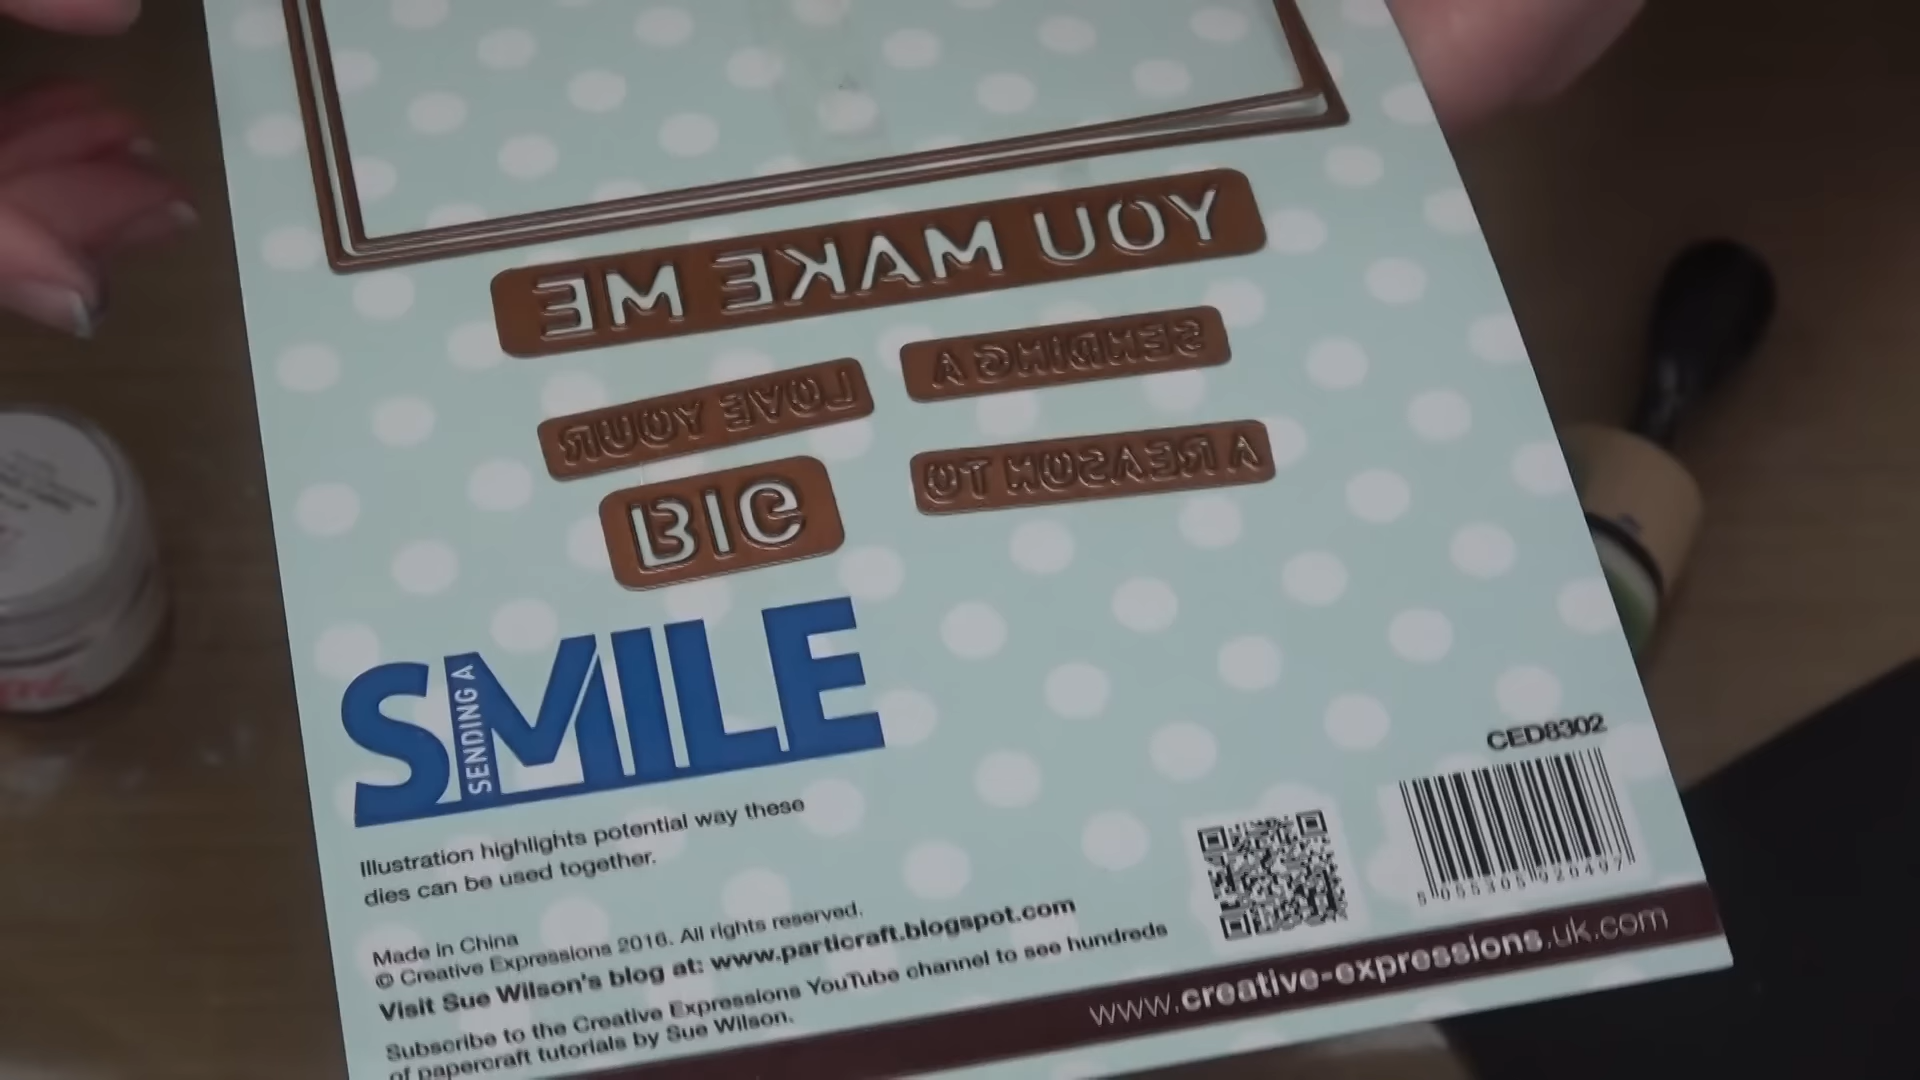 YOU MAKE ME
SENDING A
LOVE YOUR
A REASON TO
BIG
SENDING A
SMILE
Illustration highlights potential way these
dies can be used together.
CED8302
5 055305 920497
Made in China
© Creative Expressions 2016. All rights reserved.
Visit Sue Wilson's blog at: www.particraft.blogspot.com
Subscribe to the Creative Expressions YouTube channel to see hundreds
of papercraft tutorials by Sue Wilson.
www.creative-expressions.uk.com